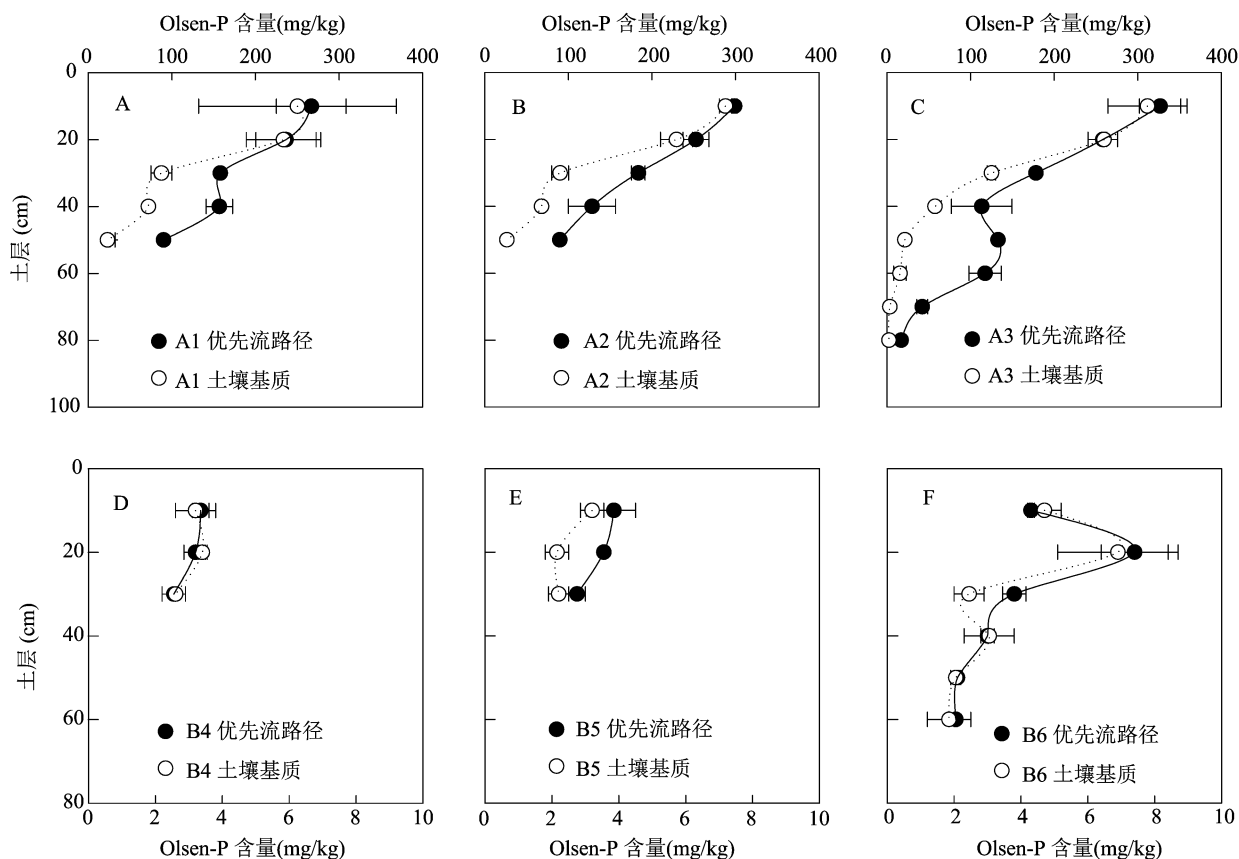 Olsen-P 含量(mg/kg) Olsen-P 含量(mg/kg) Olsen-P 含量(mg/kg)
0 100 200 300 400 0 100 200 300 400 0 100 200 300 400
0
A B C
20
40
土层 (cm)
60
80
100
A1 优先流路径 A2 优先流路径 A3 优先流路径
A1 土壤基质 A2 土壤基质 A3 土壤基质
0
D E F
20
40
土层 (cm)
60
80
B4 优先流路径 B5 优先流路径 B6 优先流路径
B4 土壤基质 B5 土壤基质 B6 土壤基质
2 4 6 8 10 0 2 4 6 8 10 0 2 4 6 8 10
Olsen-P 含量(mg/kg) Olsen-P 含量(mg/kg) Olsen-P 含量(mg/kg)